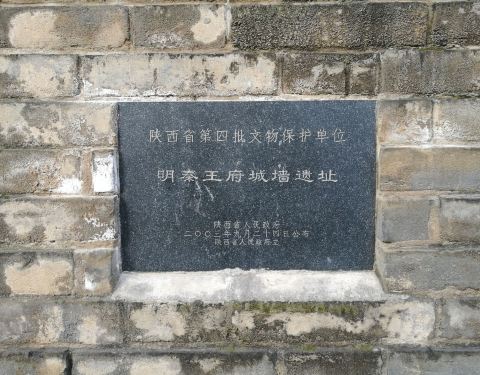 陕西省第四批文物保护单位
明秦王府城墙遗址
陕西省人民政府
二〇〇三年九月二十四日公布
陕西省人民政府立